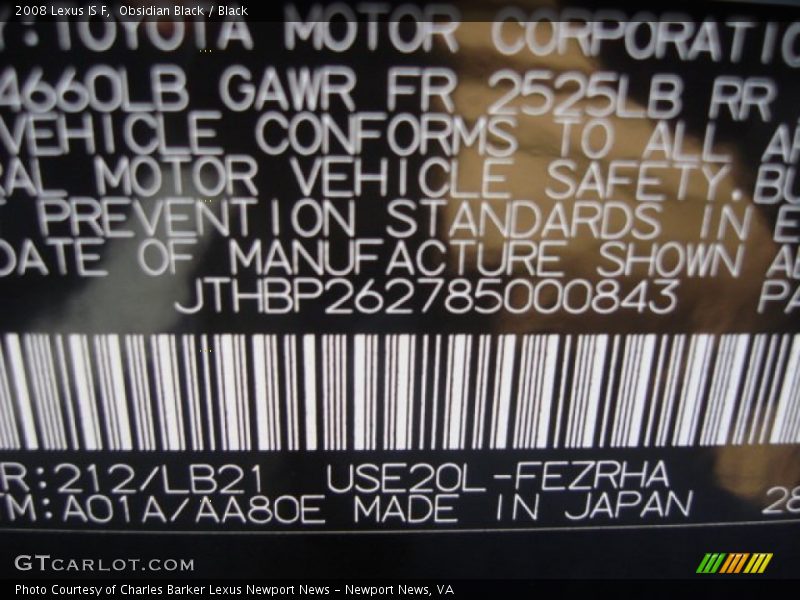 2008 Lexus IS F, Obsidian Black / Black
Y:TOYOTA MOTOR CORPORATIO
4660LB GAWR FR 2525LB RR
VEHICLE CONFORMS TO ALL A
RAL MOTOR VEHICLE SAFETY.BU
PREVENTION STANDARDS IN E
DATE OF MANUFACTURE SHOWN A
JTHBP262785000843 PA
R:212/LB21 USE20L-FEZRHA
TM:A01A/AA80E MADE IN JAPAN 28
GTCARLOT.COM
Photo Courtesy of Charles Barker Lexus Newport News - Newport News, VA